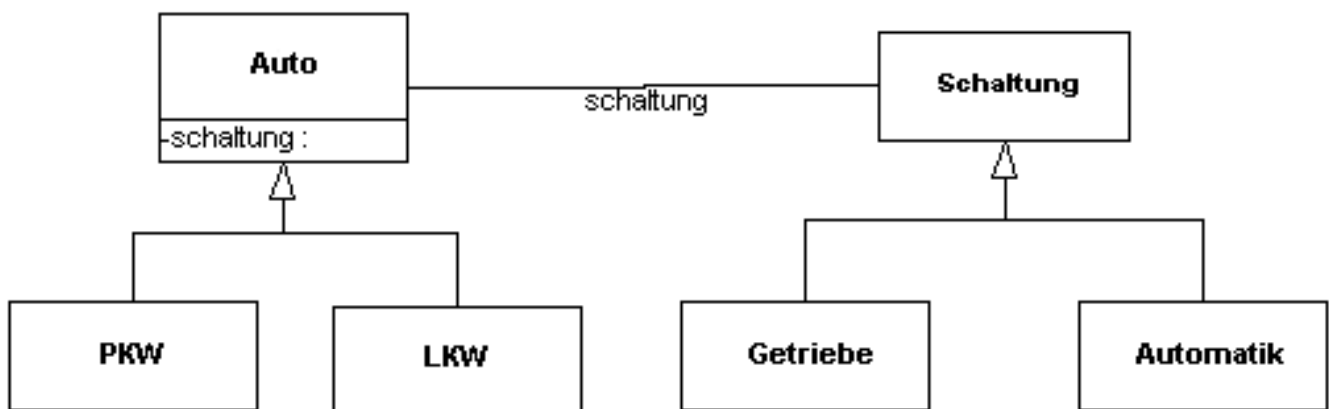 Auto
Schaltung
schaltung
-schaltung :
PKW
LKW
Getriebe
Automatik